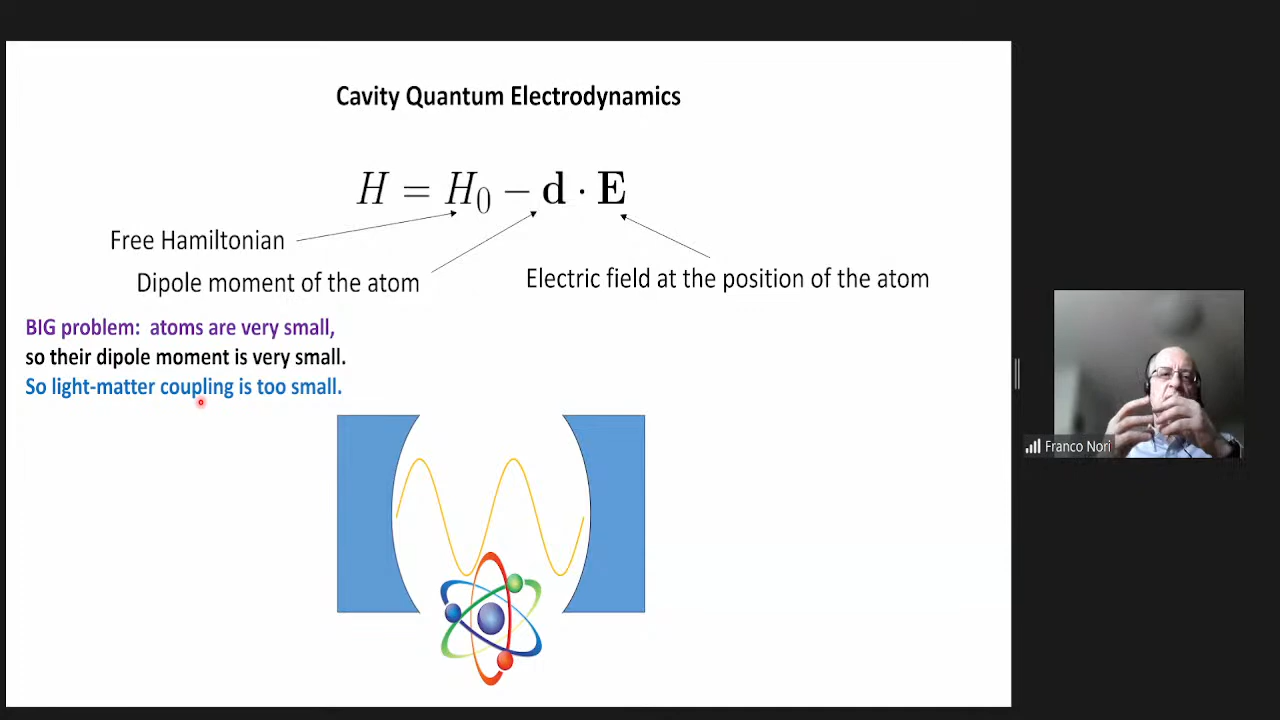 Cavity Quantum Electrodynamics
H = H₀ − d · E
Free Hamiltonian
Dipole moment of the atom
Electric field at the position of the atom
BIG problem: atoms are very small,
so their dipole moment is very small.
So light-matter coupling is too small.
Franco Nori